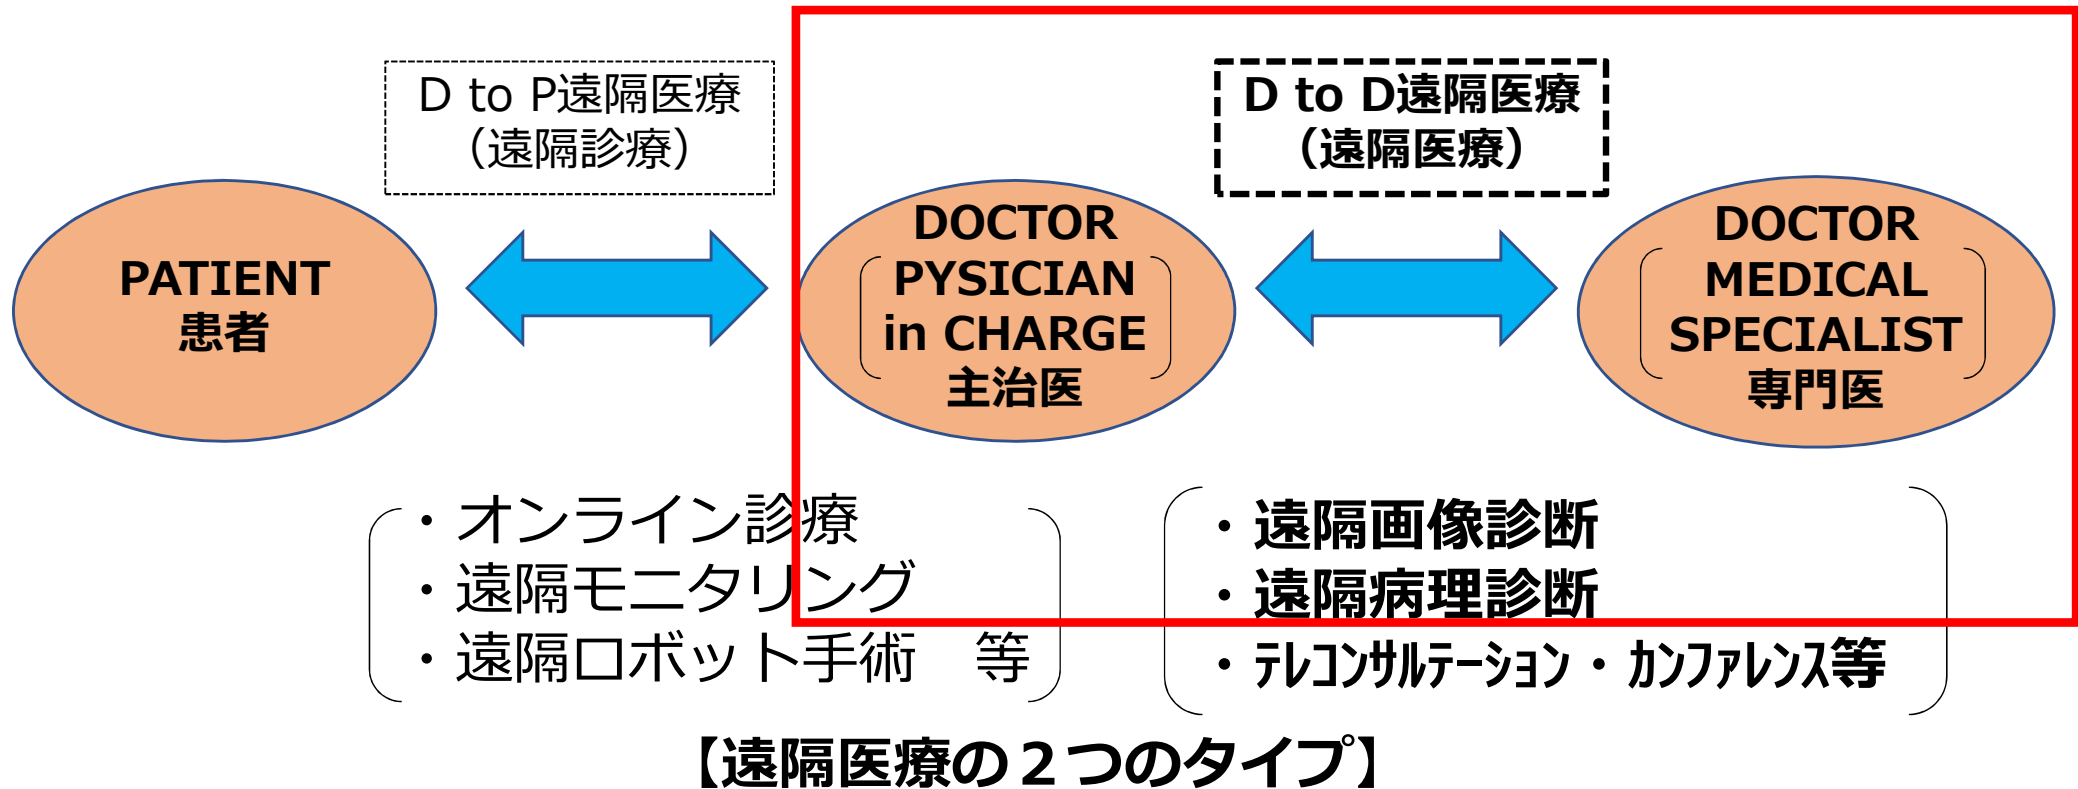 D to P遠隔医療
（遠隔診療）
D to D遠隔医療
（遠隔医療）
PATIENT
患者
DOCTOR
PYSICIAN
in CHARGE
主治医
DOCTOR
MEDICAL
SPECIALIST
専門医
・オンライン診療
・遠隔モニタリング
・遠隔ロボット手術　等
・遠隔画像診断
・遠隔病理診断
・ﾃﾚｺﾝｻﾙﾃｰｼｮﾝ・ｶﾝﾌｧﾚﾝｽ等
【遠隔医療の２つのタイプ】